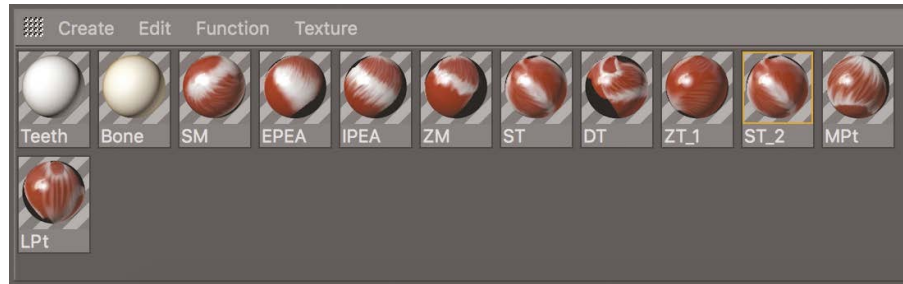 Create Edit Function Texture
Teeth Bone SM EPEA IPEA ZM ST DT ZT_1 ST_2 MPt
LPt